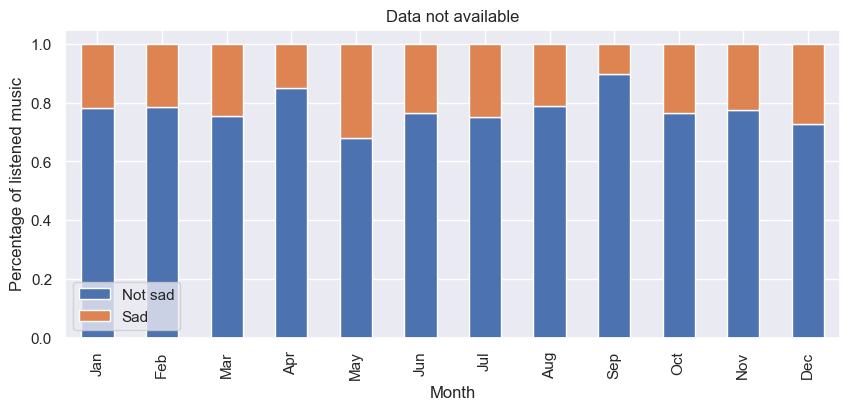 Data not available
Percentage of listened music
1.0
0.8
0.6
0.4
0.2
0.0
Not sad
Sad
Jan
Feb
Mar
Apr
May
Jun
Jul
Aug
Sep
Oct
Nov
Dec
Month